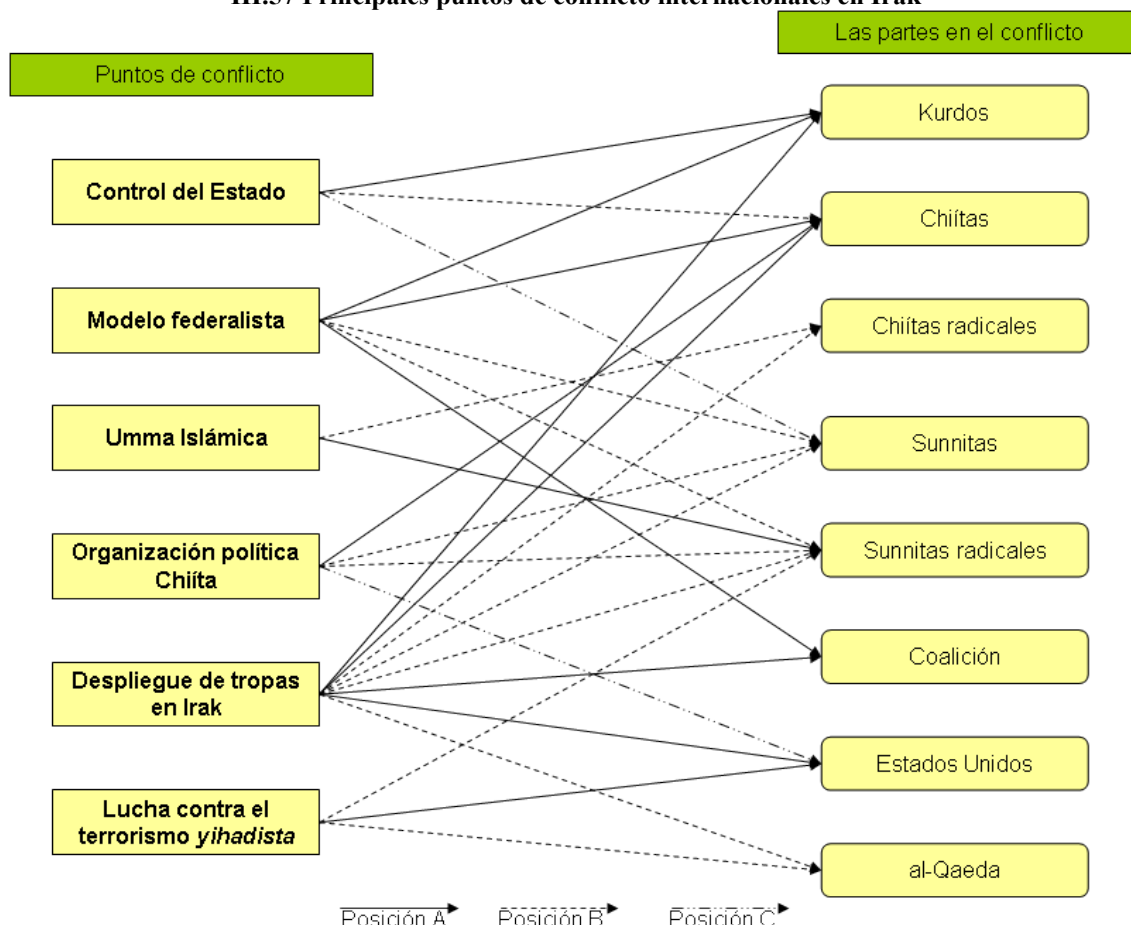 III.37 Principales puntos de conflicto internacionales en Irak
Las partes en el conflicto
Puntos de conflicto
Kurdos
Control del Estado
Chiítas
Modelo federalista
Chiítas radicales
Umma Islámica
Sunnitas
Organización política
Chiíta
Sunnitas radicales
Despliegue de tropas
en Irak
Coalición
Estados Unidos
Lucha contra el
terrorismo yihadista
al-Qaeda
Posición A
Posición B
Posición C